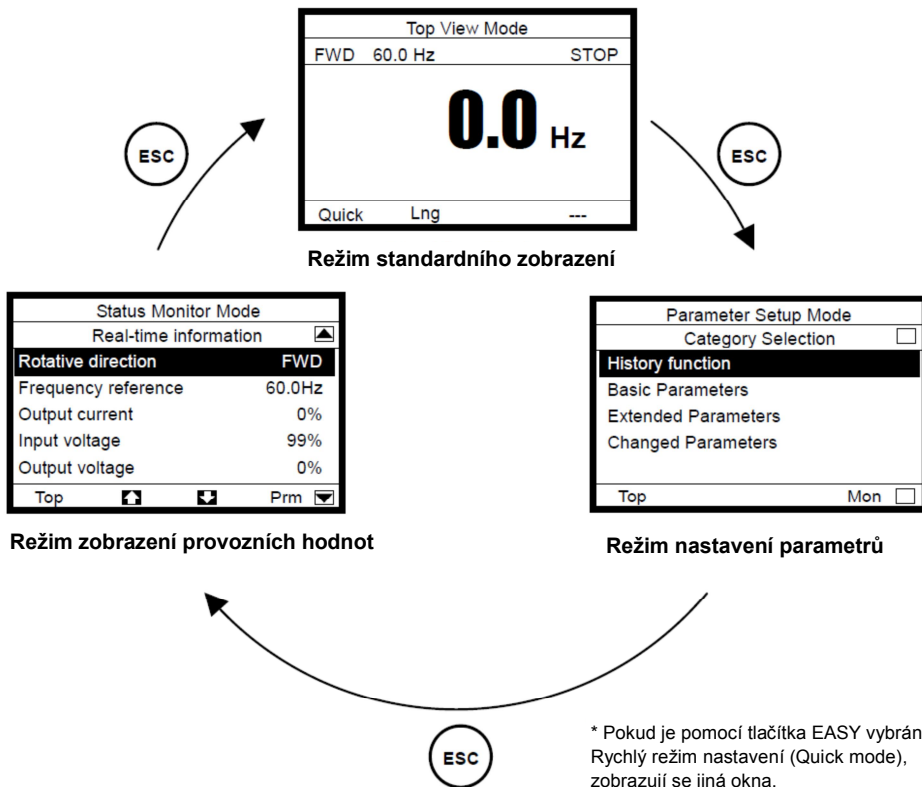 Top View Mode
FWD 60.0 Hz STOP
0.0 Hz
Quick Lng ---
ESC
ESC
Režim standardního zobrazení
Status Monitor Mode
Real-time information
Rotative direction FWD
Frequency reference 60.0Hz
Output current 0%
Input voltage 99%
Output voltage 0%
Top Prm
Režim zobrazení provozních hodnot
Parameter Setup Mode
Category Selection
History function
Basic Parameters
Extended Parameters
Changed Parameters
Top Mon
Režim nastavení parametrů
ESC
* Pokud je pomocí tlačítka EASY vybrán
Rychlý režim nastavení (Quick mode),
zobrazují se jiná okna.